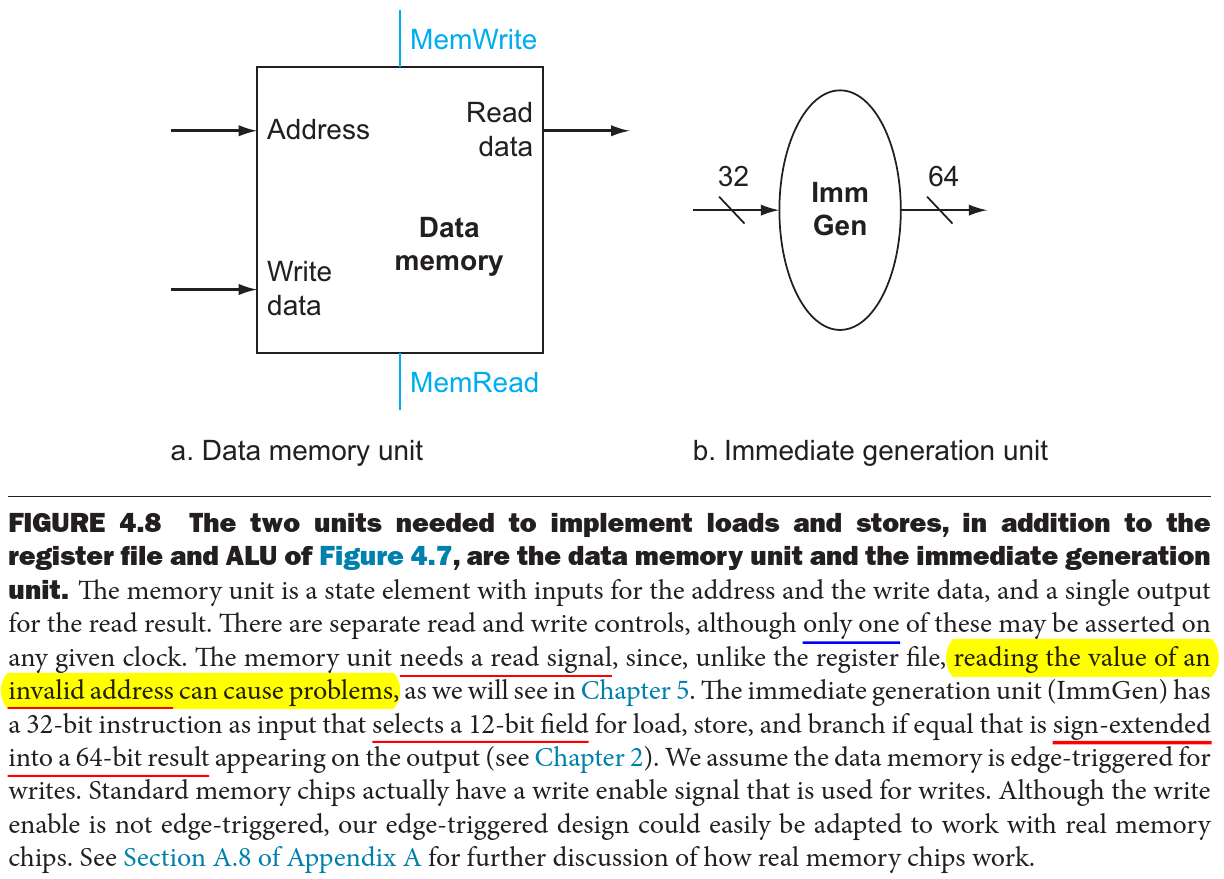 MemWrite
Address
Read
data
Data
memory
Write
data
MemRead
a. Data memory unit
32
Imm
Gen
64
b. Immediate generation unit
FIGURE 4.8 The two units needed to implement loads and stores, in addition to the
register file and ALU of Figure 4.7, are the data memory unit and the immediate generation
unit. The memory unit is a state element with inputs for the address and the write data, and a single output
for the read result. There are separate read and write controls, although only one of these may be asserted on
any given clock. The memory unit needs a read signal, since, unlike the register file, reading the value of an
invalid address can cause problems, as we will see in Chapter 5. The immediate generation unit (ImmGen) has
a 32-bit instruction as input that selects a 12-bit field for load, store, and branch if equal that is sign-extended
into a 64-bit result appearing on the output (see Chapter 2). We assume the data memory is edge-triggered for
writes. Standard memory chips actually have a write enable signal that is used for writes. Although the write
enable is not edge-triggered, our edge-triggered design could easily be adapted to work with real memory
chips. See Section A.8 of Appendix A for further discussion of how real memory chips work.